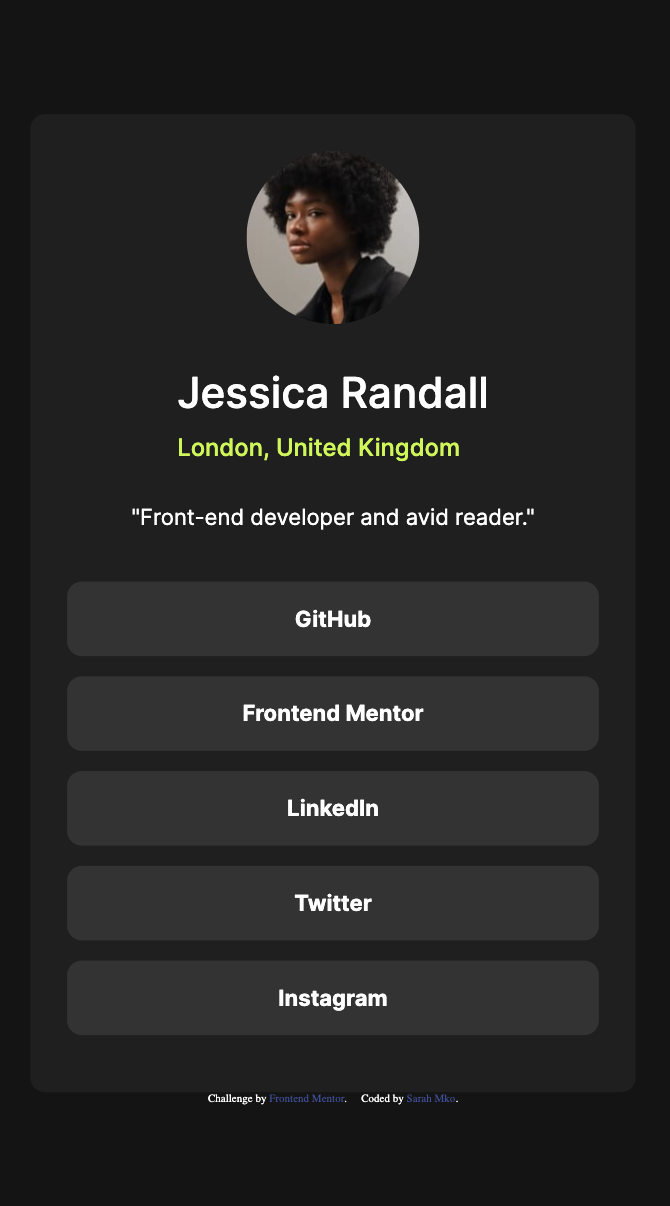 Jessica Randall
London, United Kingdom
"Front-end developer and avid reader."
GitHub
Frontend Mentor
LinkedIn
Twitter
Instagram
Challenge by Frontend Mentor. Coded by Sarah Mko.